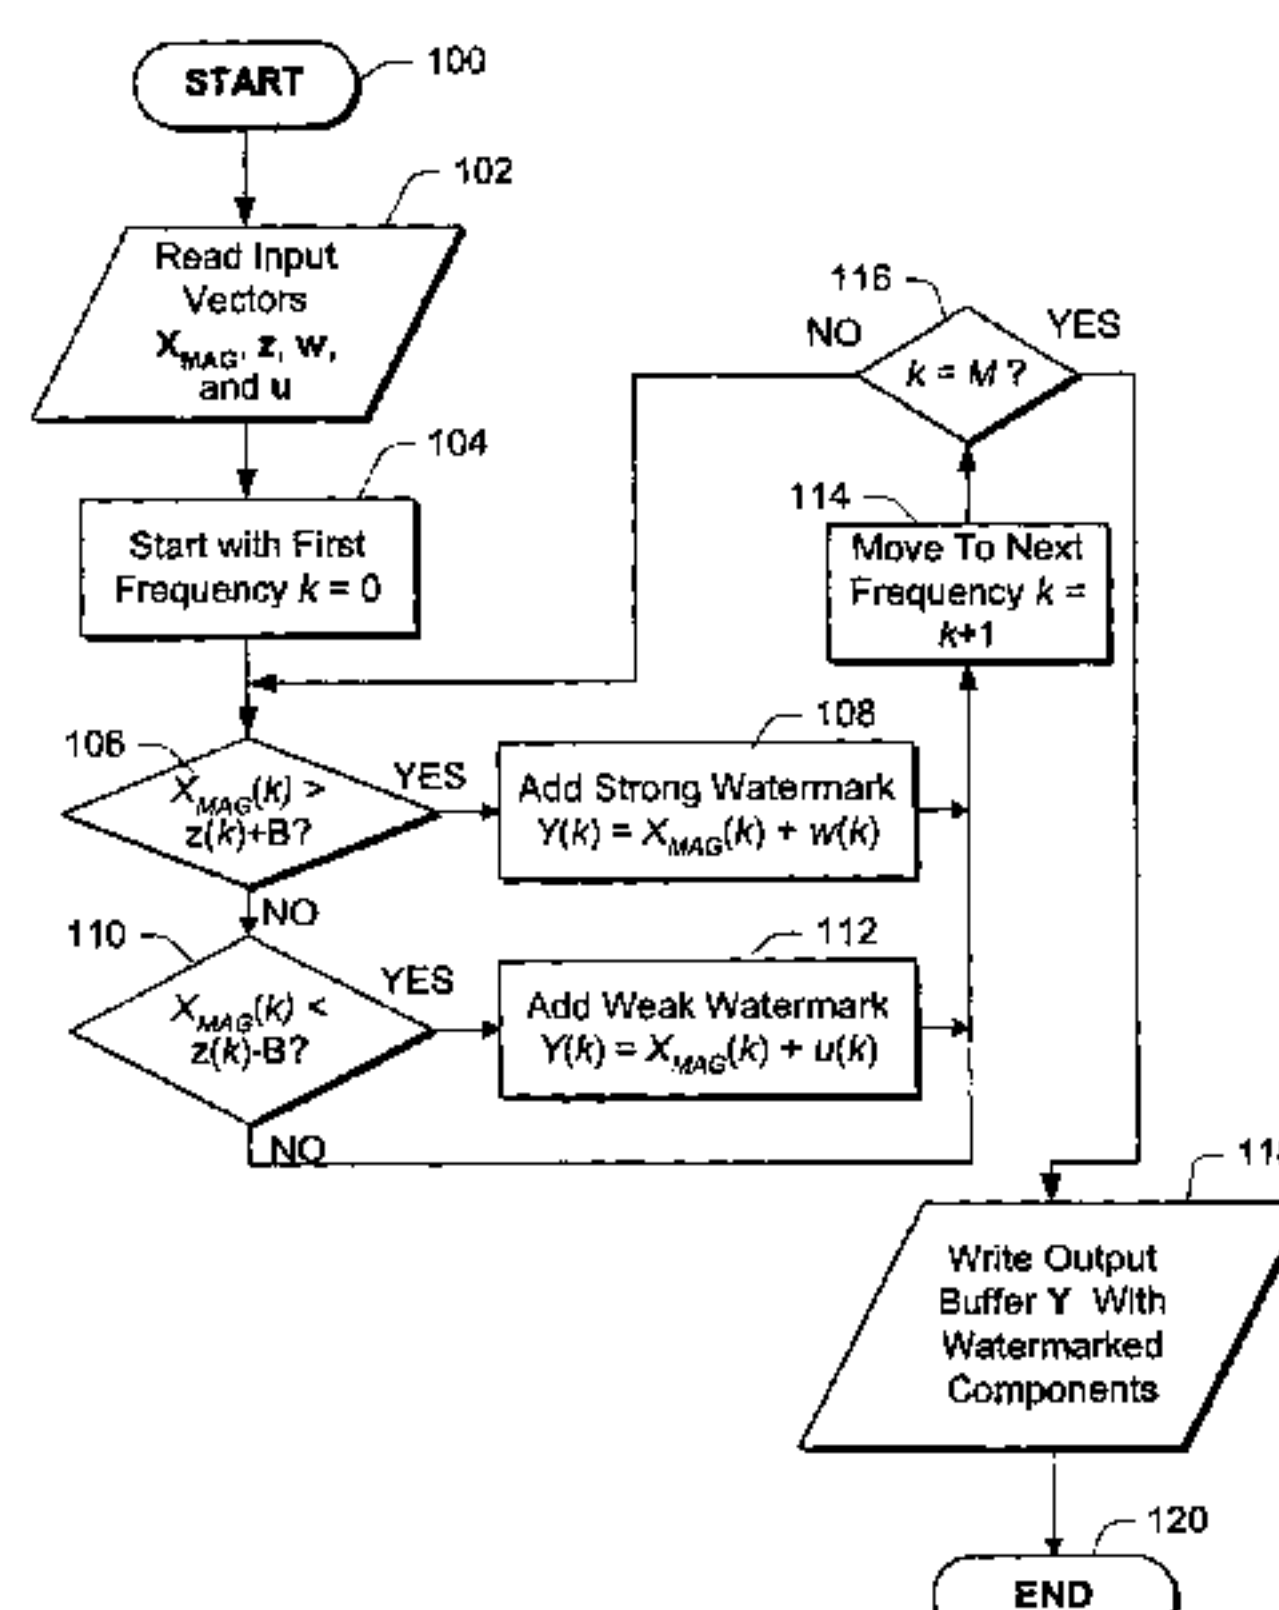 START
100
102
Read Input
Vectors
X_MAG, z, w,
and u
104
Start with First
Frequency k = 0
106
X_MAG(k) >
z(k)+B?
YES
NO
108
Add Strong Watermark
Y(k) = X_MAG(k) + w(k)
110
X_MAG(k) <
z(k)-B?
YES
NO
112
Add Weak Watermark
Y(k) = X_MAG(k) + u(k)
114
Move To Next
Frequency k =
k+1
116
NO
k = M ?
YES
Write Output
Buffer Y With
Watermarked
Components
120
END